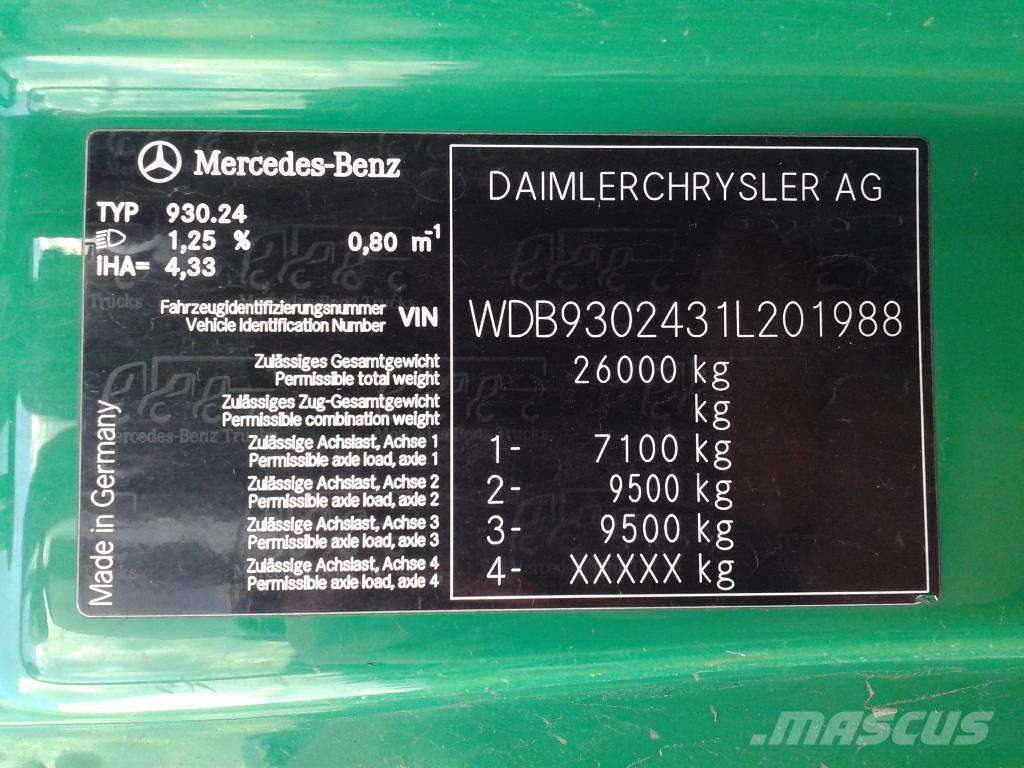 Mercedes-Benz
DAIMLERCHRYSLER AG
TYP 930.24
1,25 % 0,80 m⁻¹
iHA= 4,33
Trucks
Fahrzeugidentifizierungsnummer
Vehicle Identification Number
VIN WDB9302431L201988
Zulässiges Gesamtgewicht
Permissible total weight
26000 kg
Zulässiges Zug-Gesamtgewicht
Permissible combination weight
kg
Mercedes-Benz Trucks
Zulässige Achslast, Achse 1
Permissible axle load, axle 1
1- 7100 kg
Zulässige Achslast, Achse 2
Permissible axle load, axle 2
2- 9500 kg
Zulässige Achslast, Achse 3
Permissible axle load, axle 3
3- 9500 kg
Zulässige Achslast, Achse 4
Permissible axle load, axle 4
4- XXXXX kg
Made in Germany
MASCUS